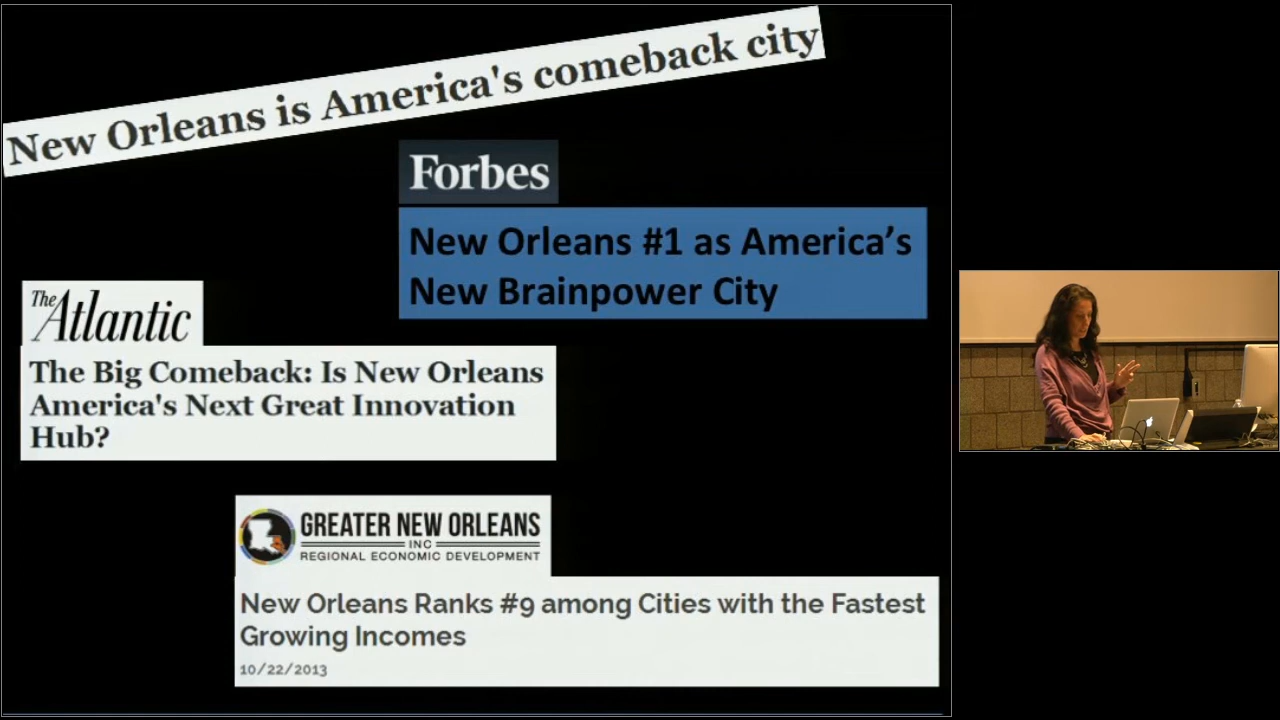 New Orleans is America's comeback city
Forbes
New Orleans #1 as America’s
New Brainpower City
The Atlantic
The Big Comeback: Is New Orleans
America's Next Great Innovation
Hub?
GREATER NEW ORLEANS
INC
REGIONAL ECONOMIC DEVELOPMENT
New Orleans Ranks #9 among Cities with the Fastest
Growing Incomes
10/22/2013